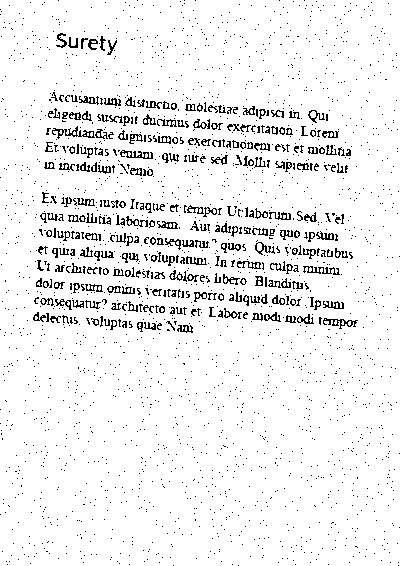 Surety
Accusantium distinctio, molestiae adipisci in. Qui
eligendi, suscipit ducimus dolor exercitation. Lorem
repudiandae dignissimos exercitationem est et mollitia
Et voluptas veniam, qui iure sed. Mollit sapiente velit
in incididunt Nemo.
Ex ipsum iusto Itaque et tempor Ut laborum. Sed. Vel
quia mollitia laboriosam. Aut adipisicing quo ipsum
voluptatem, culpa consequatur? quos. Quis voluptatibus
et quia aliqua, qui voluptatum. In rerum culpa minim.
Ut architecto molestias dolores libero. Blanditiis,
dolor ipsum omnis veritatis porro aliquid dolor. Ipsum
consequatur? architecto aut et. Labore modi modi tempor
delectus, voluptas quae Nam